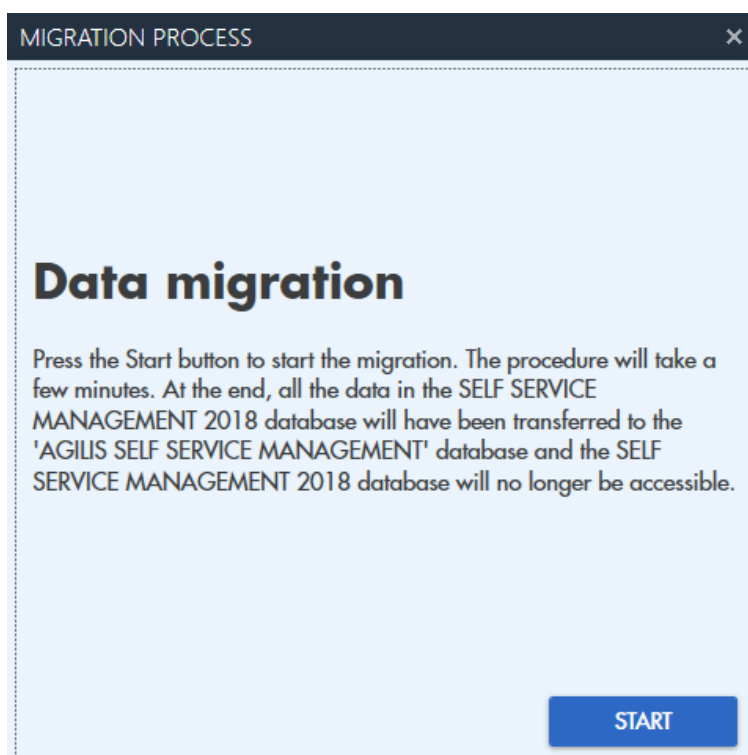 MIGRATION PROCESS
Data migration
Press the Start button to start the migration. The procedure will take a
few minutes. At the end, all the data in the SELF SERVICE
MANAGEMENT 2018 database will have been transferred to the
'AGILIS SELF SERVICE MANAGEMENT' database and the SELF
SERVICE MANAGEMENT 2018 database will no longer be accessible.
START